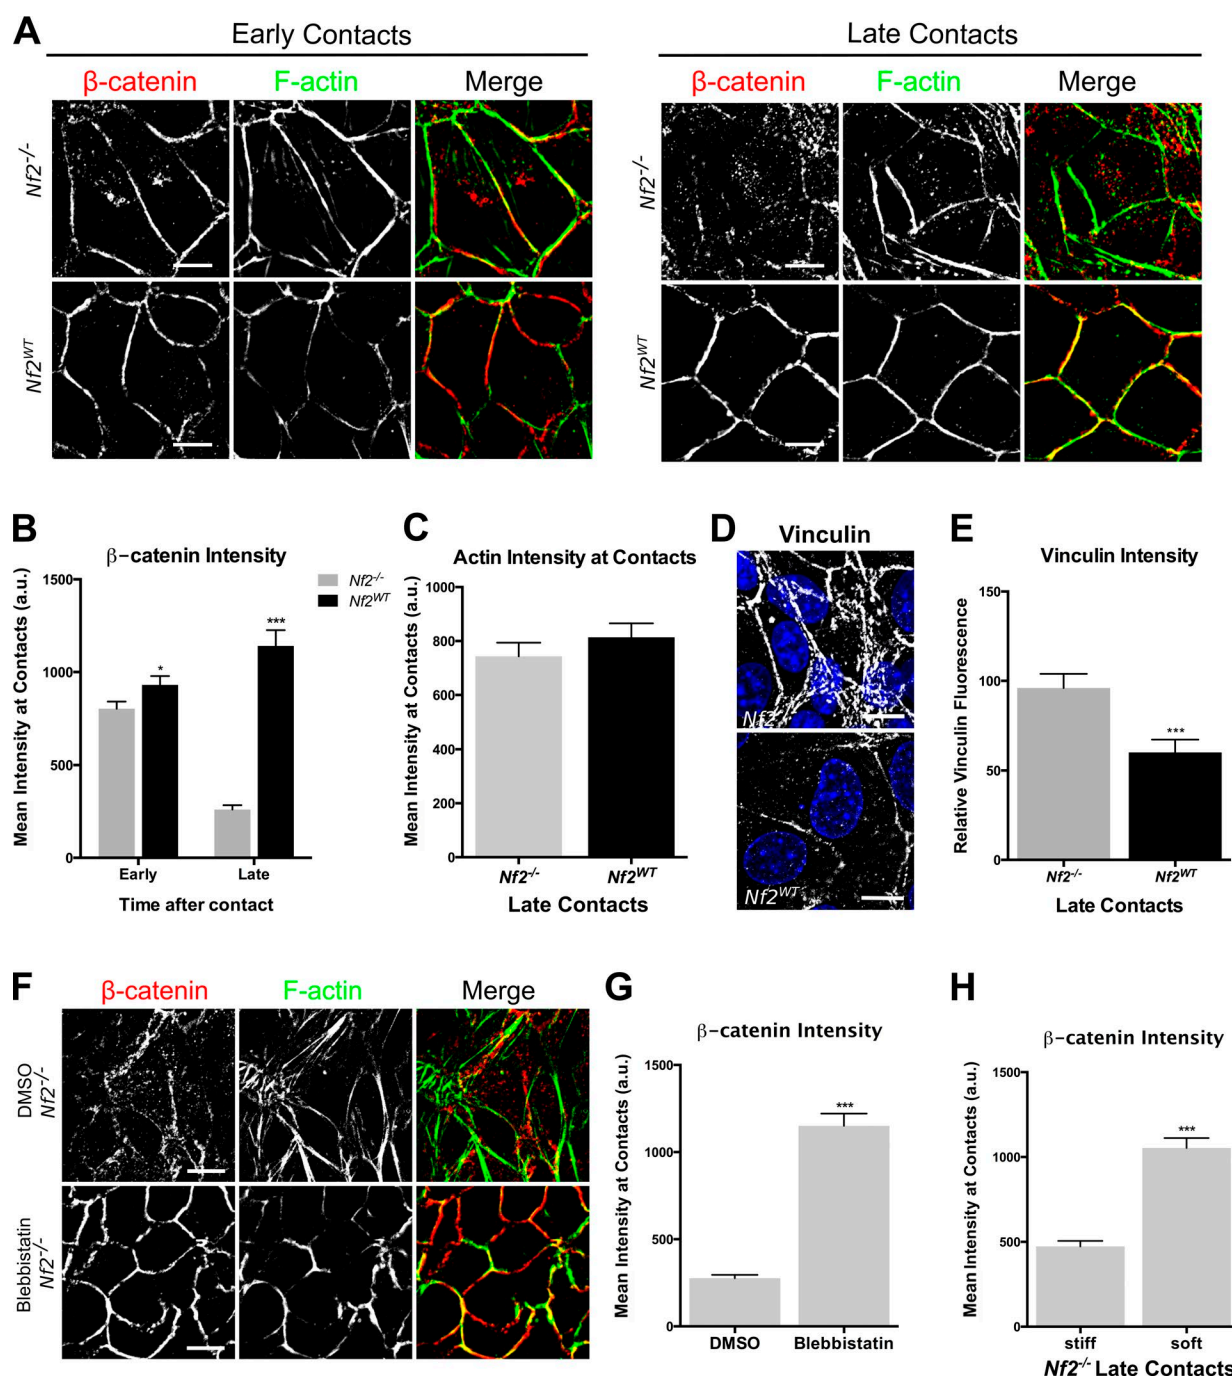 A
Early Contacts
Late Contacts
β-catenin F-actin Merge
β-catenin F-actin Merge
Nf2-/-
Nf2WT
Nf2-/-
Nf2WT
B
β-catenin Intensity
Mean Intensity at Contacts (a.u.)
1500
1000
500
0
Nf2-/-
Nf2WT
*
***
Early Late
Time after contact
C
Actin Intensity at Contacts
Mean Intensity at Contacts (a.u.)
1000
800
600
400
200
0
Nf2-/- Nf2WT
Late Contacts
D
Vinculin
Nf2-/-
Nf2WT
E
Vinculin Intensity
Relative Vinculin Fluorescence
150
100
50
0
***
Nf2-/- Nf2WT
Late Contacts
F
β-catenin F-actin Merge
DMSO
Nf2-/-
Blebbistatin
Nf2-/-
G
β-catenin Intensity
Mean Intensity at Contacts (a.u.)
1500
1000
500
0
***
DMSO Blebbistatin
H
β-catenin Intensity
Mean Intensity at Contacts (a.u.)
1500
1000
500
0
***
stiff soft
Nf2-/- Late Contacts